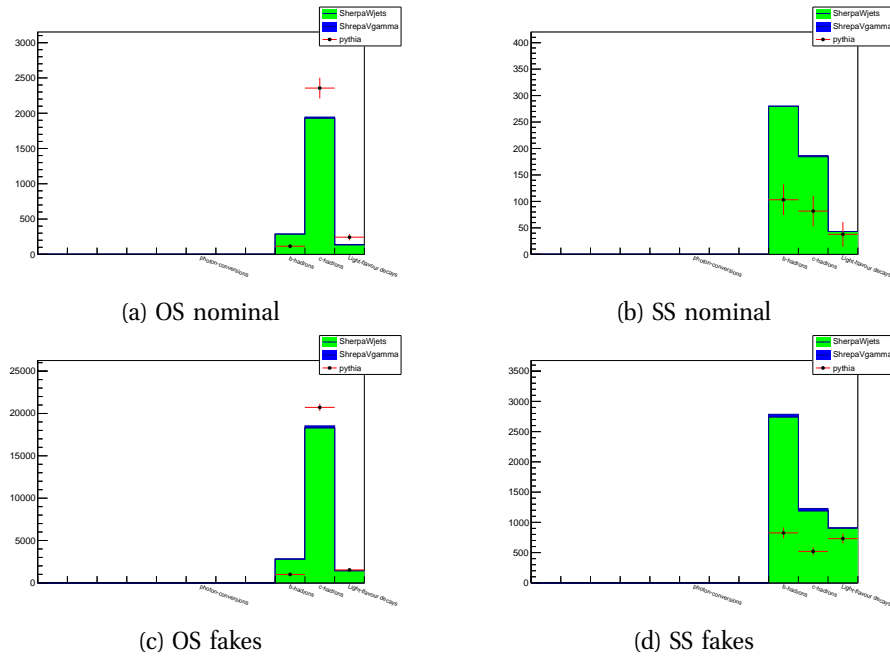 SherpaWjets
ShrepaVgamma
pythia
3000
2500
2000
1500
1000
500
0
photon-conversions
b-hadrons
c-hadrons
Light-flavour decays
(a) OS nominal
SherpaWjets
ShrepaVgamma
pythia
400
350
300
250
200
150
100
50
0
photon-conversions
b-hadrons
c-hadrons
Light-flavour decays
(b) SS nominal
SherpaWjets
ShrepaVgamma
pythia
25000
20000
15000
10000
5000
0
photon-conversions
b-hadrons
c-hadrons
Light-flavour decays
(c) OS fakes
SherpaWjets
ShrepaVgamma
pythia
3500
3000
2500
2000
1500
1000
500
0
photon-conversions
b-hadrons
c-hadrons
Light-flavour decays
(d) SS fakes